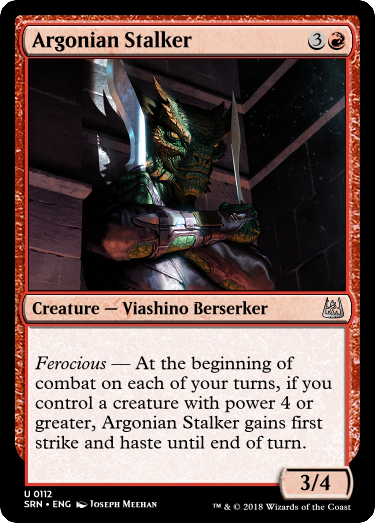 Argonian Stalker 3
Creature — Viashino Berserker
Ferocious — At the beginning of
combat on each of your turns, if you
control a creature with power 4 or
greater, Argonian Stalker gains first
strike and haste until end of turn.
3/4
U 0112
SRN • ENG Joseph Meehan
™ & © 2018 Wizards of the Coast